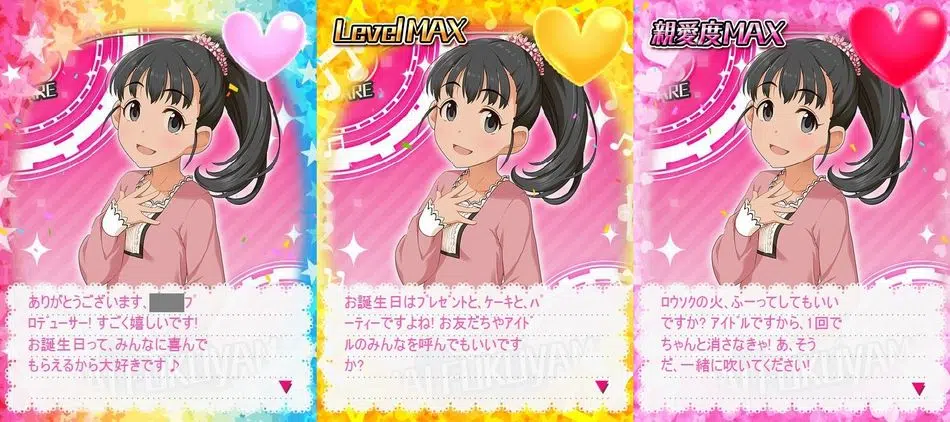 ARE
ありがとうございます、 プ
ロデューサー! すごく嬉しいです!
お誕生日って、みんなに喜んで
もらえるから大好きです♪
Level MAX
ARE
お誕生日はプレゼントと、ケーキと、パ
ーティーですよね! お友だちやアイド
ルのみんなを呼んでもいいです
か?
親愛度MAX
ARE
ロウソクの火、ふーってしてもいい
ですか? アイドルですから、1回で
ちゃんと消さなきゃ! あ、そう
だ、一緒に吹いてください!